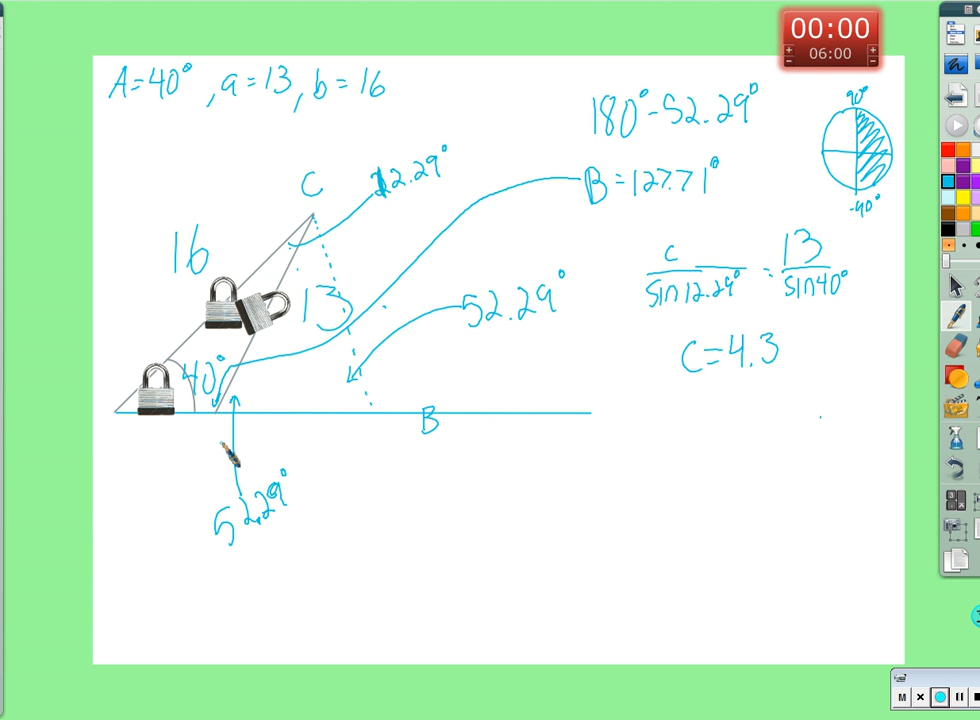 00:00
06:00
A=40°, a=13, b=16
180°-52.29°
90°
-90°
C
12.29°
B=127.71°
16
13
52.29°
c/sin12.29° = 13/sin40°
40°
C=4.3
B
52.29°
M